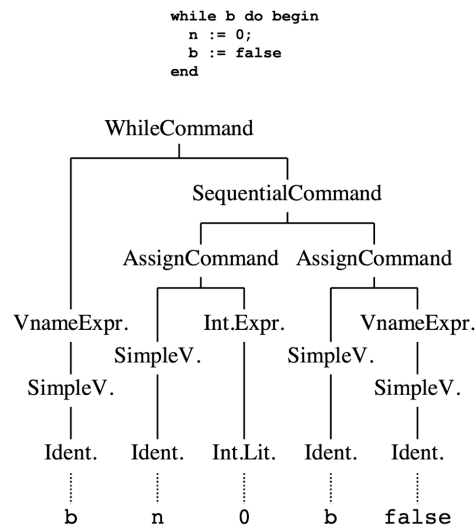 while b do begin
n := 0;
b := false
end
WhileCommand
SequentialCommand
AssignCommand AssignCommand
VnameExpr. Int.Expr. VnameExpr.
SimpleV. SimpleV.
SimpleV. SimpleV.
Ident. Ident. Int.Lit. Ident. Ident.
b n 0 b false